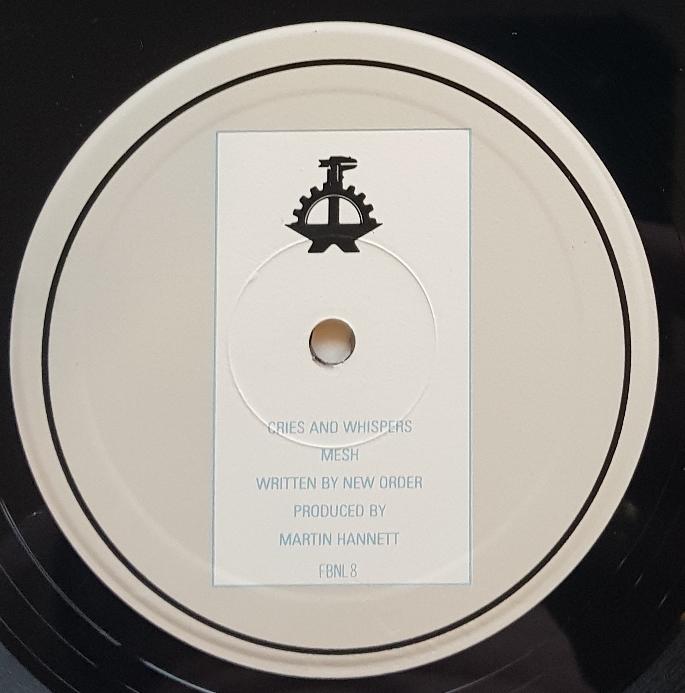 CRIES AND WHISPERS
MESH
WRITTEN BY NEW ORDER
PRODUCED BY
MARTIN HANNETT
FBNL 8